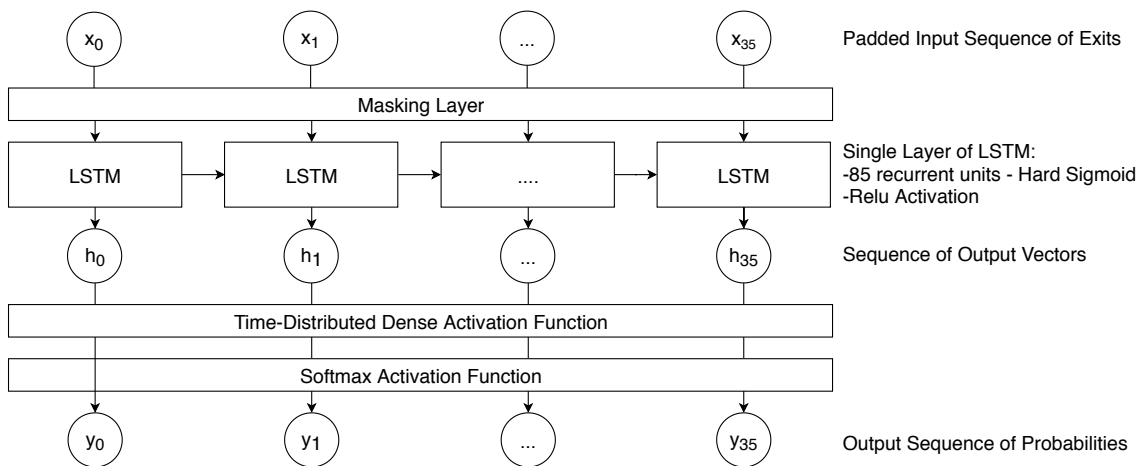 x0 x1 ... x35 Padded Input Sequence of Exits
Masking Layer
LSTM LSTM .... LSTM
Single Layer of LSTM:
-85 recurrent units - Hard Sigmoid
-Relu Activation
h0 h1 ... h35 Sequence of Output Vectors
Time-Distributed Dense Activation Function
Softmax Activation Function
y0 y1 ... y35 Output Sequence of Probabilities